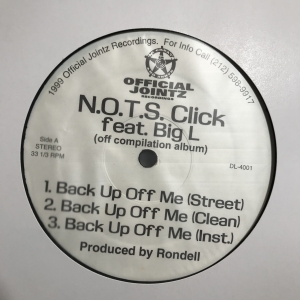 1999 Official Jointz Recordings. For Info Call (212) 598-9917
OFFICIAL
JOINTZ
RECORDINGS
N.O.T.S. Click
feat. Big L
(off compilation album)
Side A
STEREO
33 1/3 RPM
DL-4001
1. Back Up Off Me (Street)
2. Back Up Off Me (Clean)
3. Back Up Off Me (Inst.)
Produced by Rondell